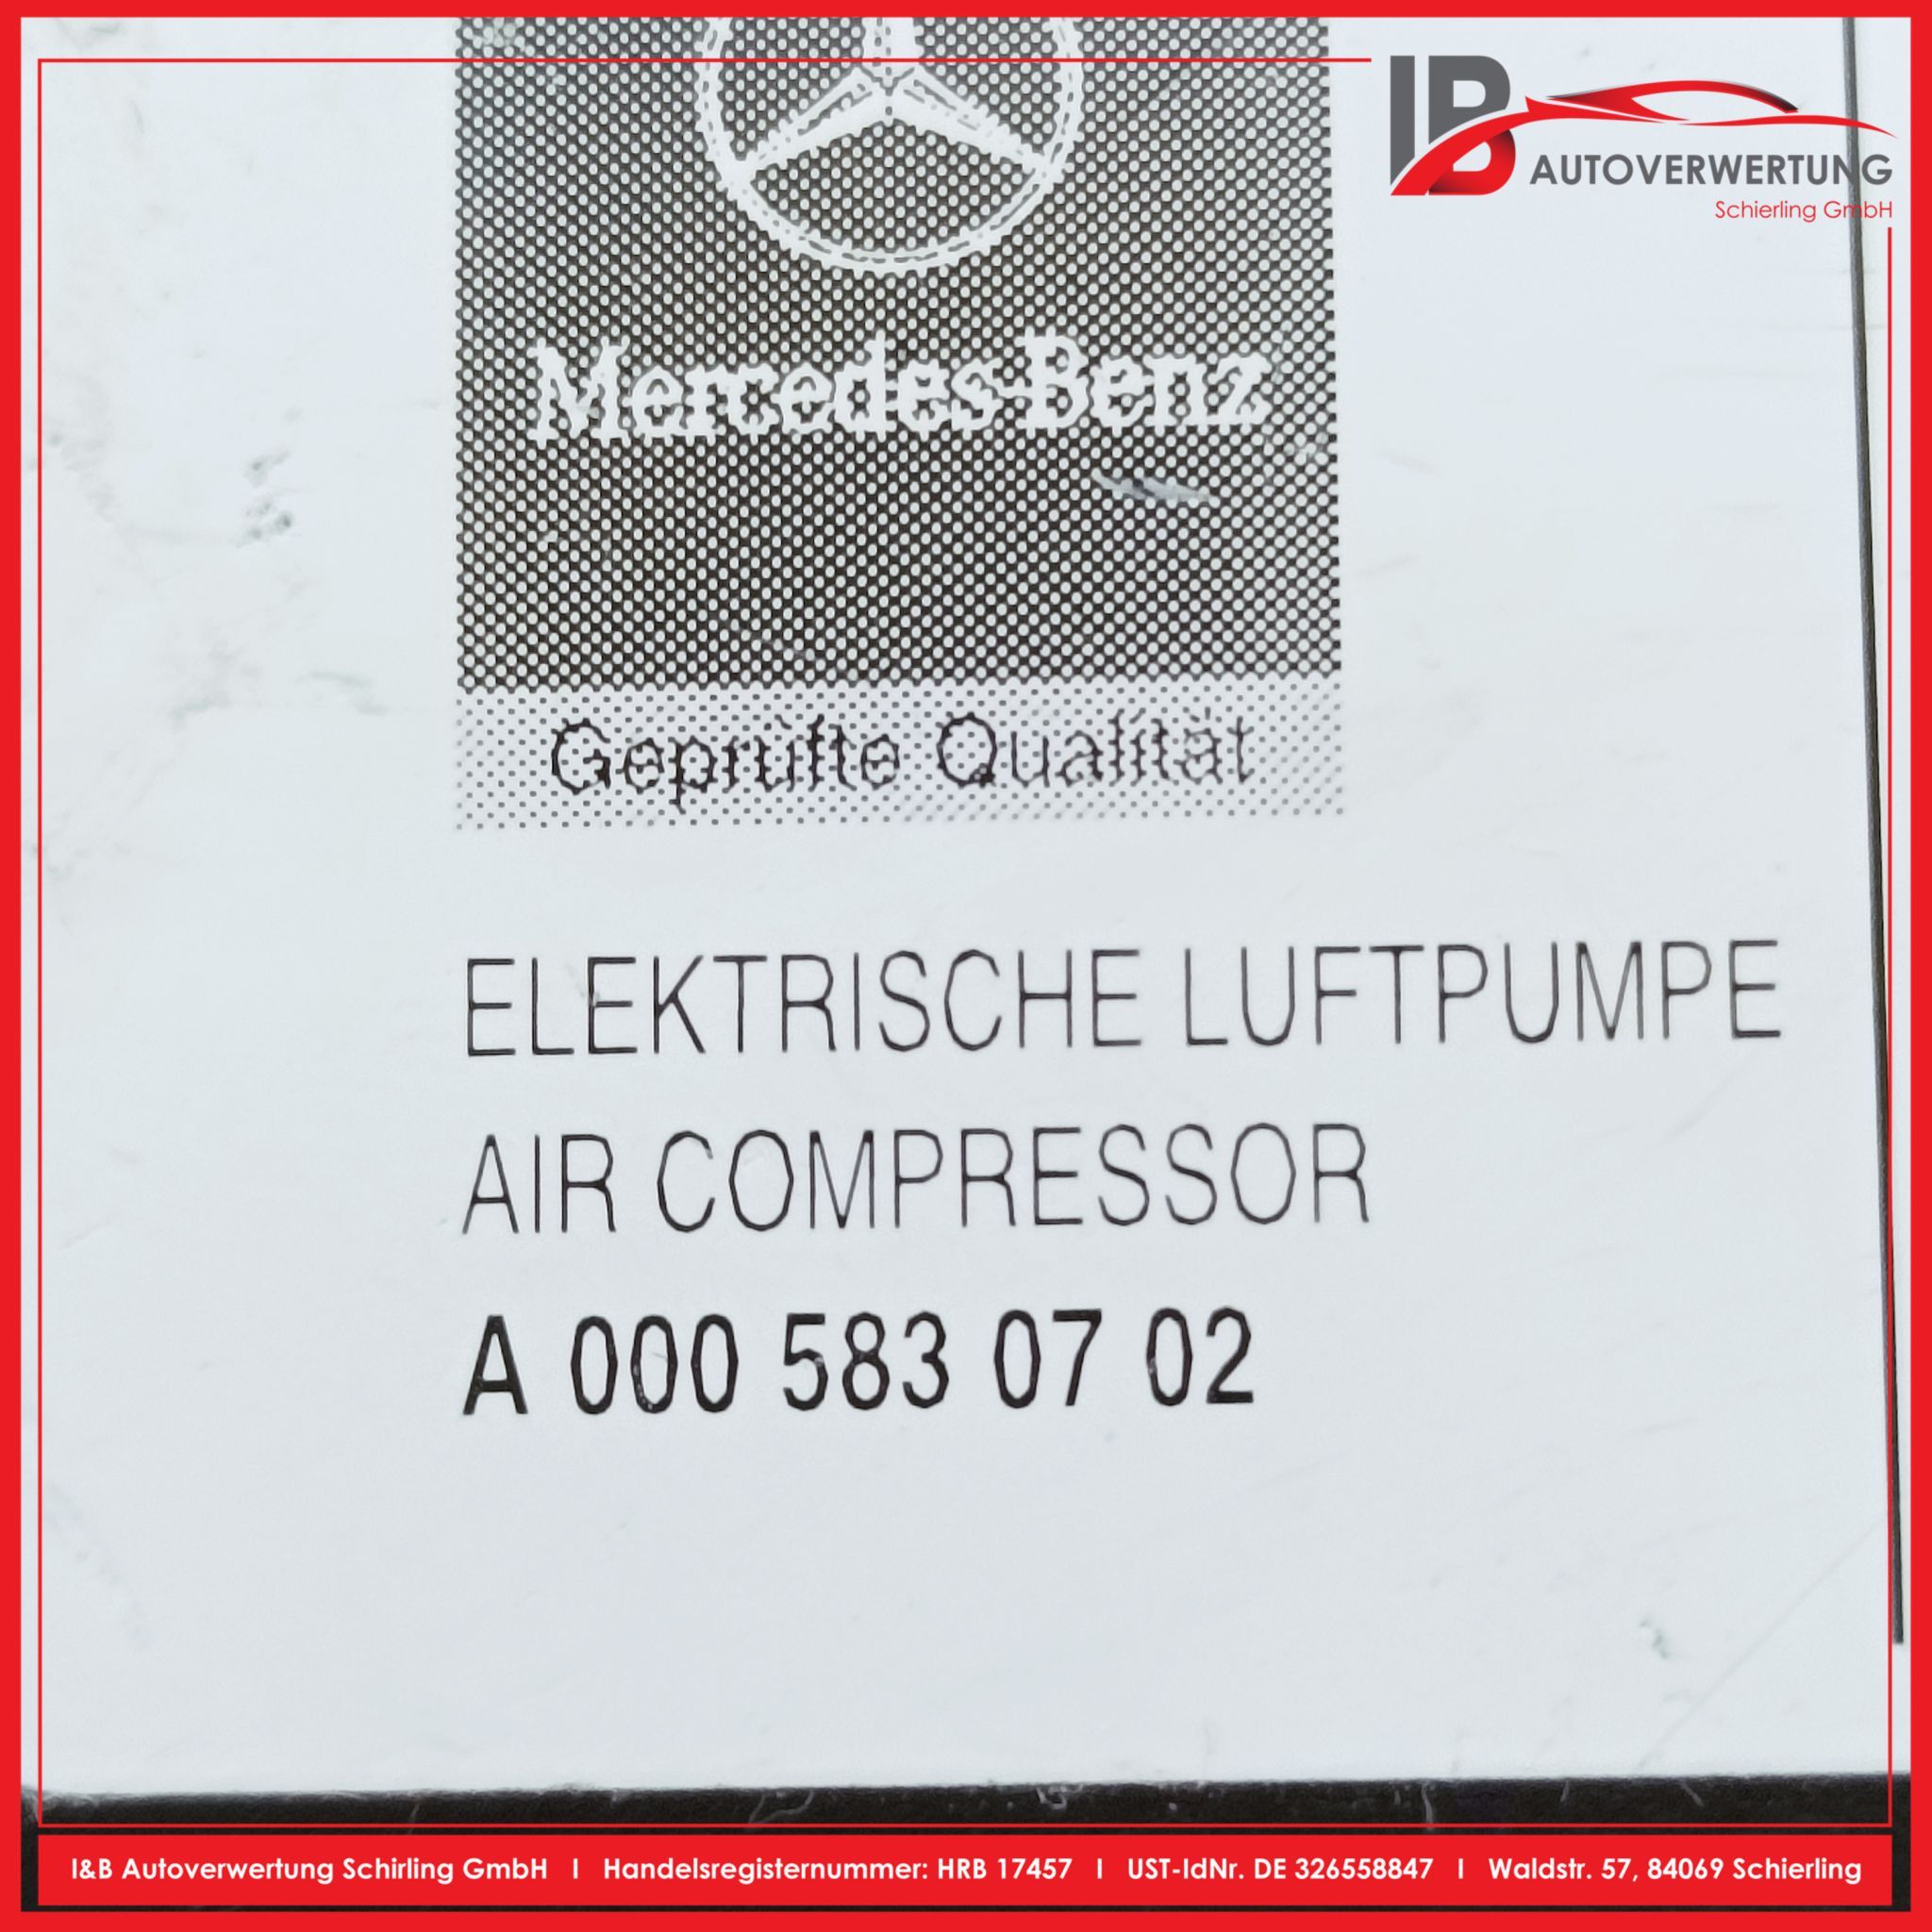 IB
AUTOVERWERTUNG
Schierling GmbH
Mercedes-Benz
Geprüfte Qualität
ELEKTRISCHE LUFTPUMPE
AIR COMPRESSOR
A 000 583 07 02
I&B Autoverwertung Schirling GmbH I Handelsregisternummer: HRB 17457 I UST-IdNr. DE 326558847 I Waldstr. 57, 84069 Schierling